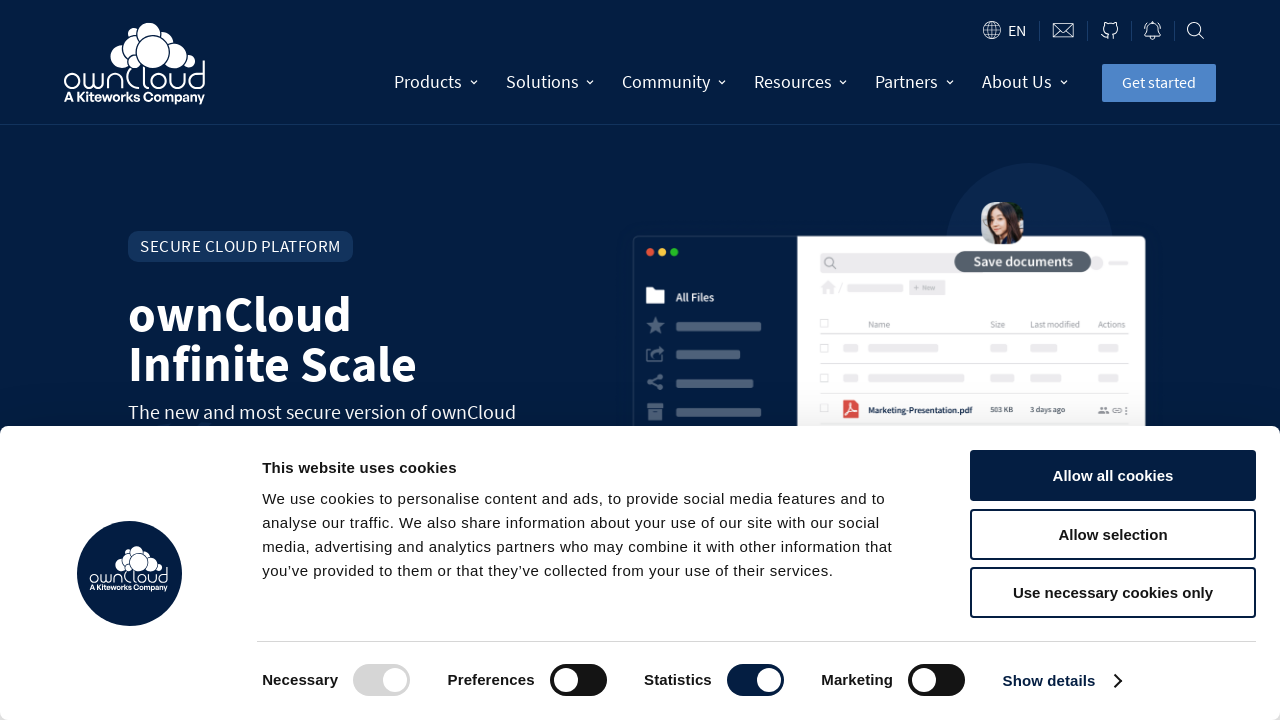 EN
ownCloud
A Kiteworks Company
Products
Solutions
Community
Resources
Partners
About Us
Get started
SECURE CLOUD PLATFORM
ownCloud
Infinite Scale
The new and most secure version of ownCloud
Save documents
All Files
+ New
Name Size Last modified Actions
Marketing-Presentation.pdf 503 KB 3 days ago
This website uses cookies
We use cookies to personalise content and ads, to provide social media features and to
analyse our traffic. We also share information about your use of our site with our social
media, advertising and analytics partners who may combine it with other information that
you’ve provided to them or that they’ve collected from your use of their services.
ownCloud
A Kiteworks Company
Allow all cookies
Allow selection
Use necessary cookies only
Necessary
Preferences
Statistics
Marketing
Show details